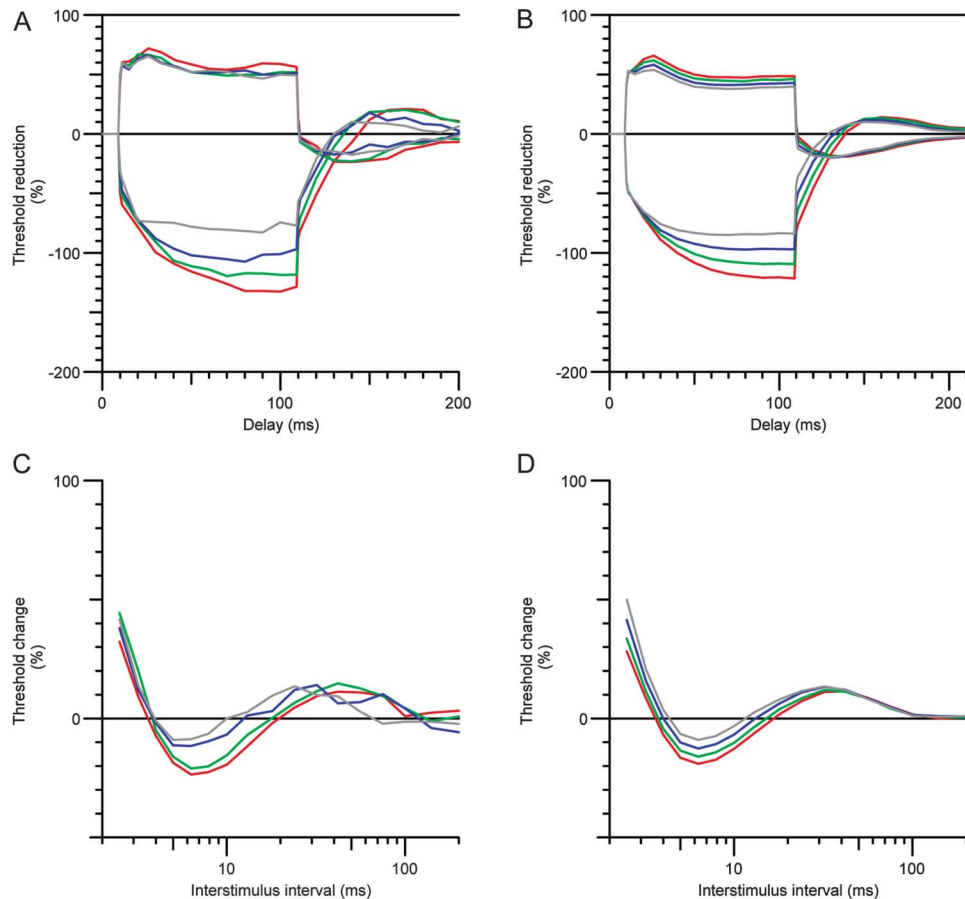 A
100
0
-100
-200
Threshold reduction
(%)
0
100
200
Delay (ms)
B
100
0
-100
-200
Threshold reduction
(%)
0
100
200
Delay (ms)
C
100
0
Threshold change
(%)
10
100
Interstimulus interval (ms)
D
100
0
Threshold change
(%)
10
100
Interstimulus interval (ms)